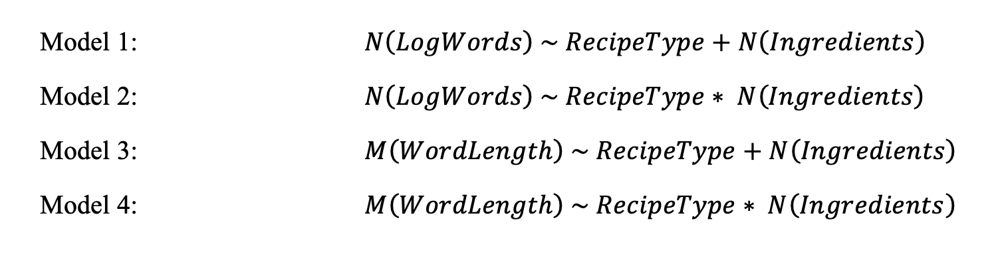 Model 1: N(LogWords) ~ RecipeType + N(Ingredients)
Model 2: N(LogWords) ~ RecipeType * N(Ingredients)
Model 3: M(WordLength) ~ RecipeType + N(Ingredients)
Model 4: M(WordLength) ~ RecipeType * N(Ingredients)